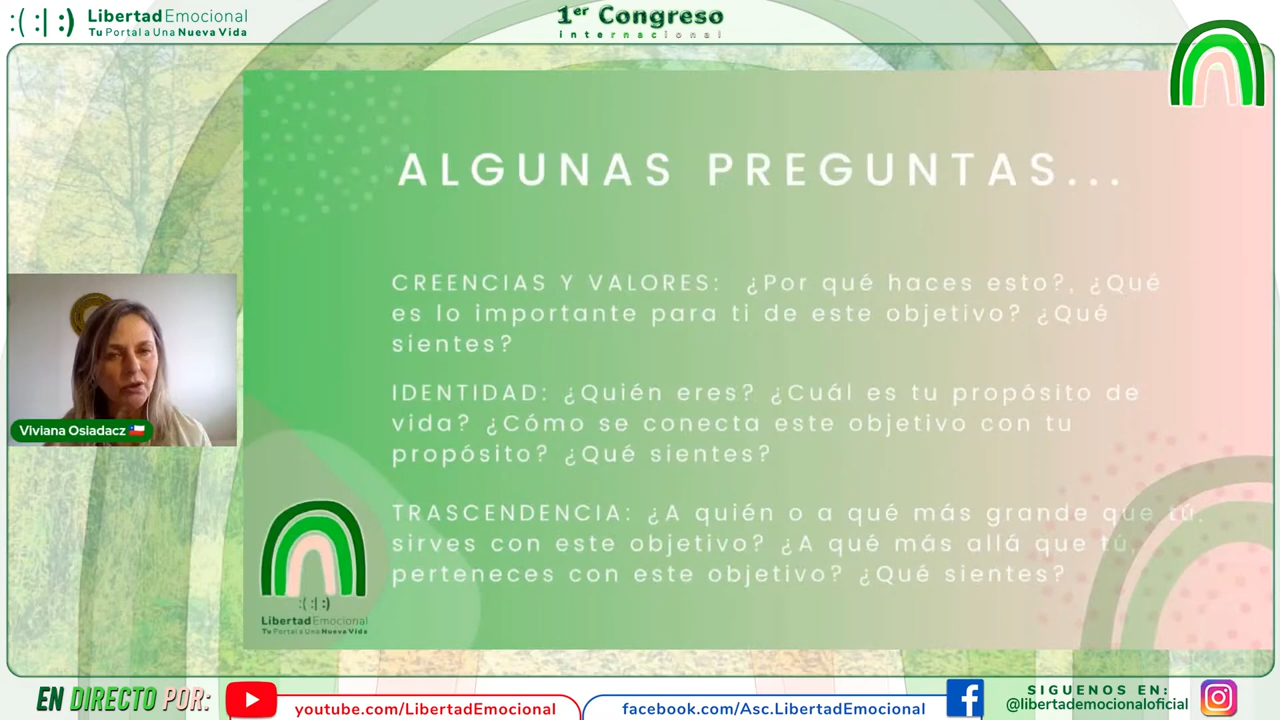 :( :| :) LibertadEmocional
Tu Portal a Una Nueva Vida
1er Congreso
internacional
ALGUNAS PREGUNTAS...
CREENCIAS Y VALORES: ¿Por qué haces esto?, ¿Qué
es lo importante para ti de este objetivo? ¿Qué
sientes?
IDENTIDAD: ¿Quién eres? ¿Cuál es tu propósito de
vida? ¿Cómo se conecta este objetivo con tu
propósito? ¿Qué sientes?
TRASCENDENCIA: ¿A quién o a qué más grande que tú,
sirves con este objetivo? ¿A qué más allá que tú,
perteneces con este objetivo? ¿Qué sientes?
Viviana Osiadacz
:( :| :)
LibertadEmocional
Tu Portal a Una Nueva Vida
EN DIRECTO POR:
youtube.com/LibertadEmocional
facebook.com/Asc.LibertadEmocional
SIGUENOS EN:
@libertademocionaloficial